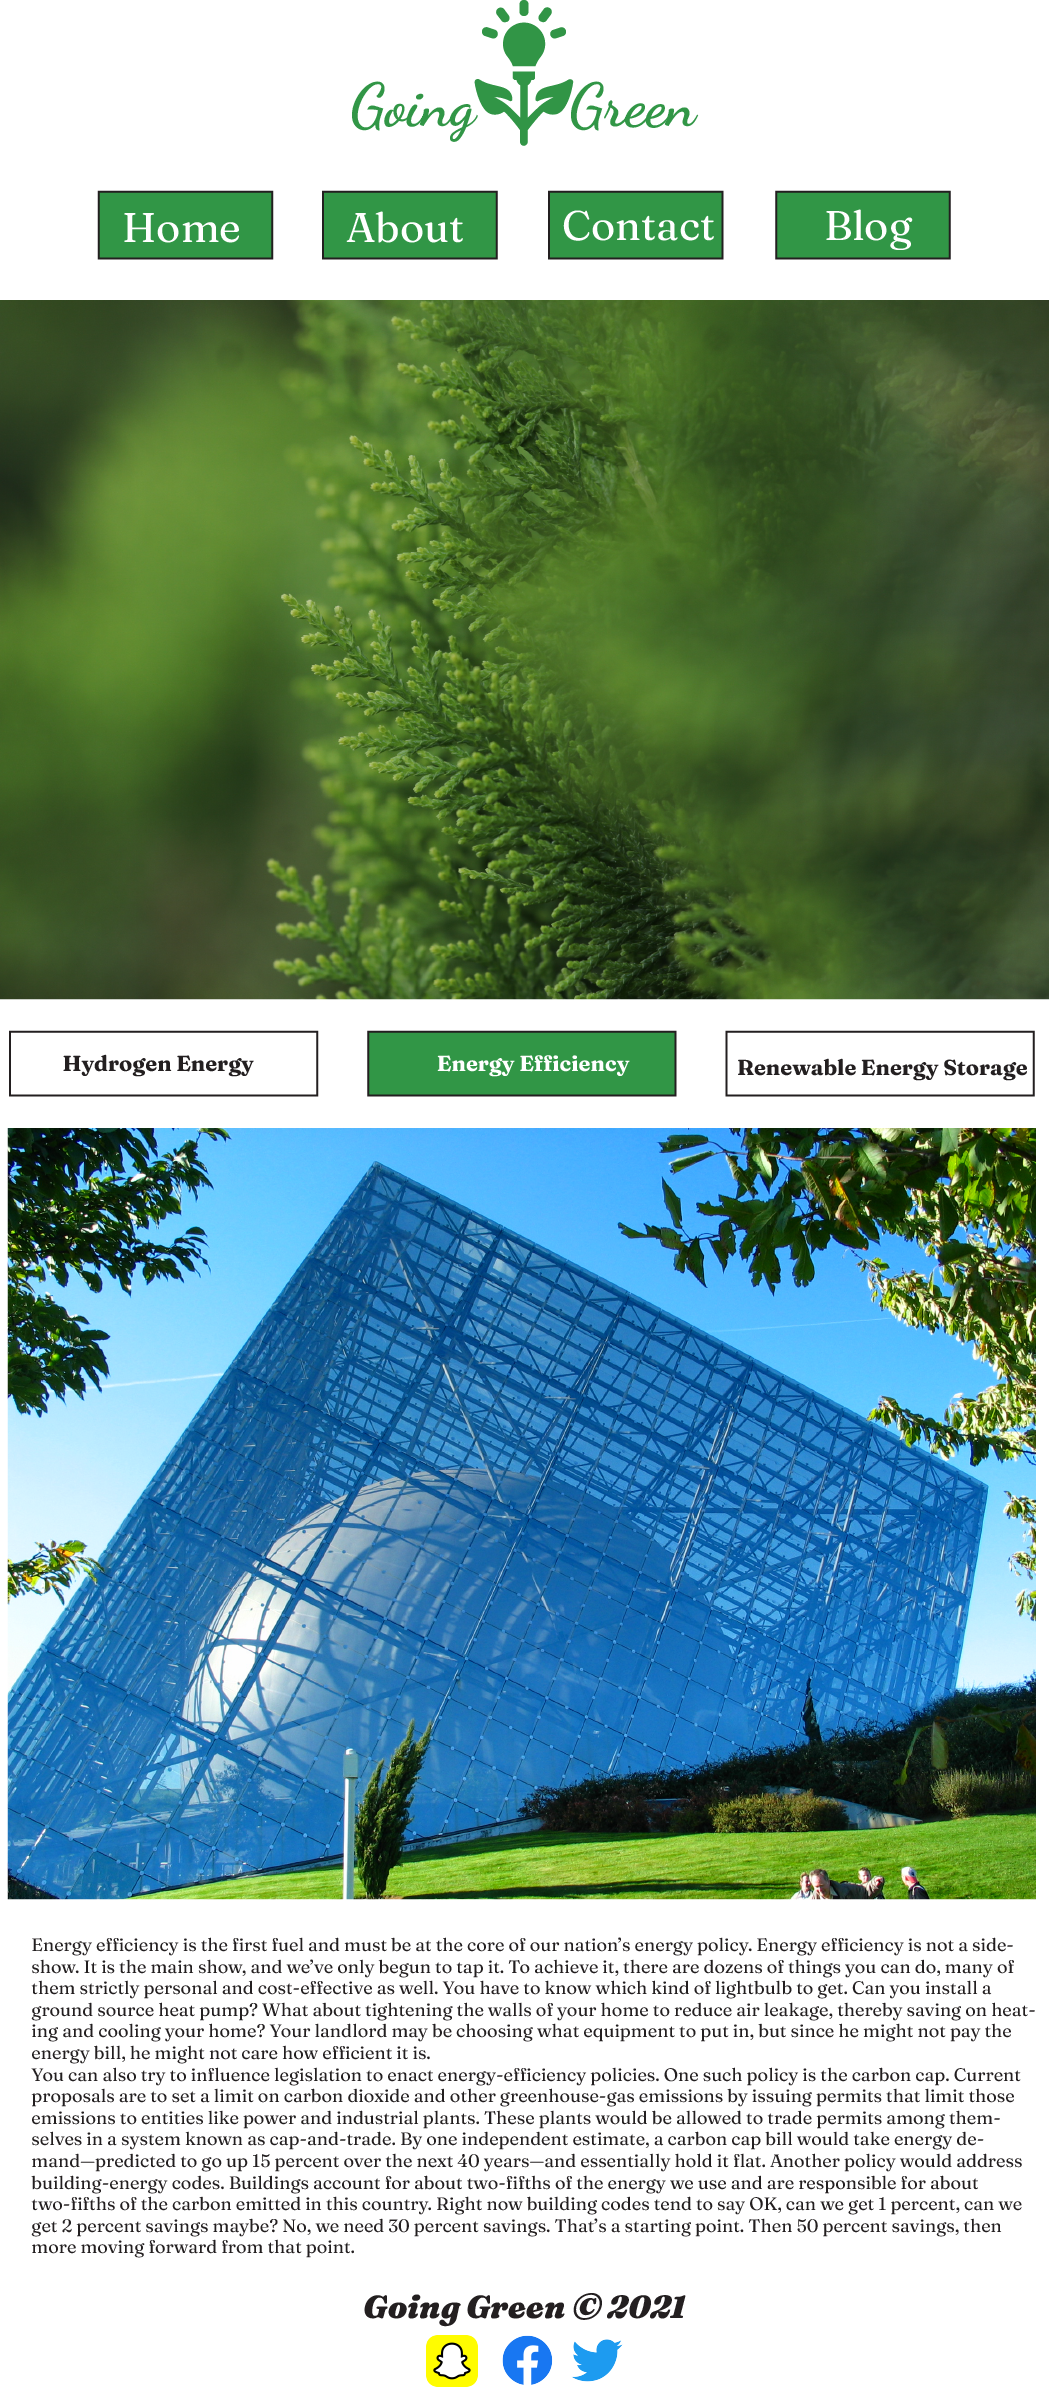 Going Green
Home About Contact Blog
Hydrogen Energy Energy Efficiency Renewable Energy Storage
Energy efficiency is the first fuel and must be at the core of our nation’s energy policy. Energy efficiency is not a side-
show. It is the main show, and we’ve only begun to tap it. To achieve it, there are dozens of things you can do, many of
them strictly personal and cost-effective as well. You have to know which kind of lightbulb to get. Can you install a
ground source heat pump? What about tightening the walls of your home to reduce air leakage, thereby saving on heat-
ing and cooling your home? Your landlord may be choosing what equipment to put in, but since he might not pay the
energy bill, he might not care how efficient it is.
You can also try to influence legislation to enact energy-efficiency policies. One such policy is the carbon cap. Current
proposals are to set a limit on carbon dioxide and other greenhouse-gas emissions by issuing permits that limit those
emissions to entities like power and industrial plants. These plants would be allowed to trade permits among them-
selves in a system known as cap-and-trade. By one independent estimate, a carbon cap bill would take energy de-
mand—predicted to go up 15 percent over the next 40 years—and essentially hold it flat. Another policy would address
building-energy codes. Buildings account for about two-fifths of the energy we use and are responsible for about
two-fifths of the carbon emitted in this country. Right now building codes tend to say OK, can we get 1 percent, can we
get 2 percent savings maybe? No, we need 30 percent savings. That’s a starting point. Then 50 percent savings, then
more moving forward from that point.
Going Green © 2021